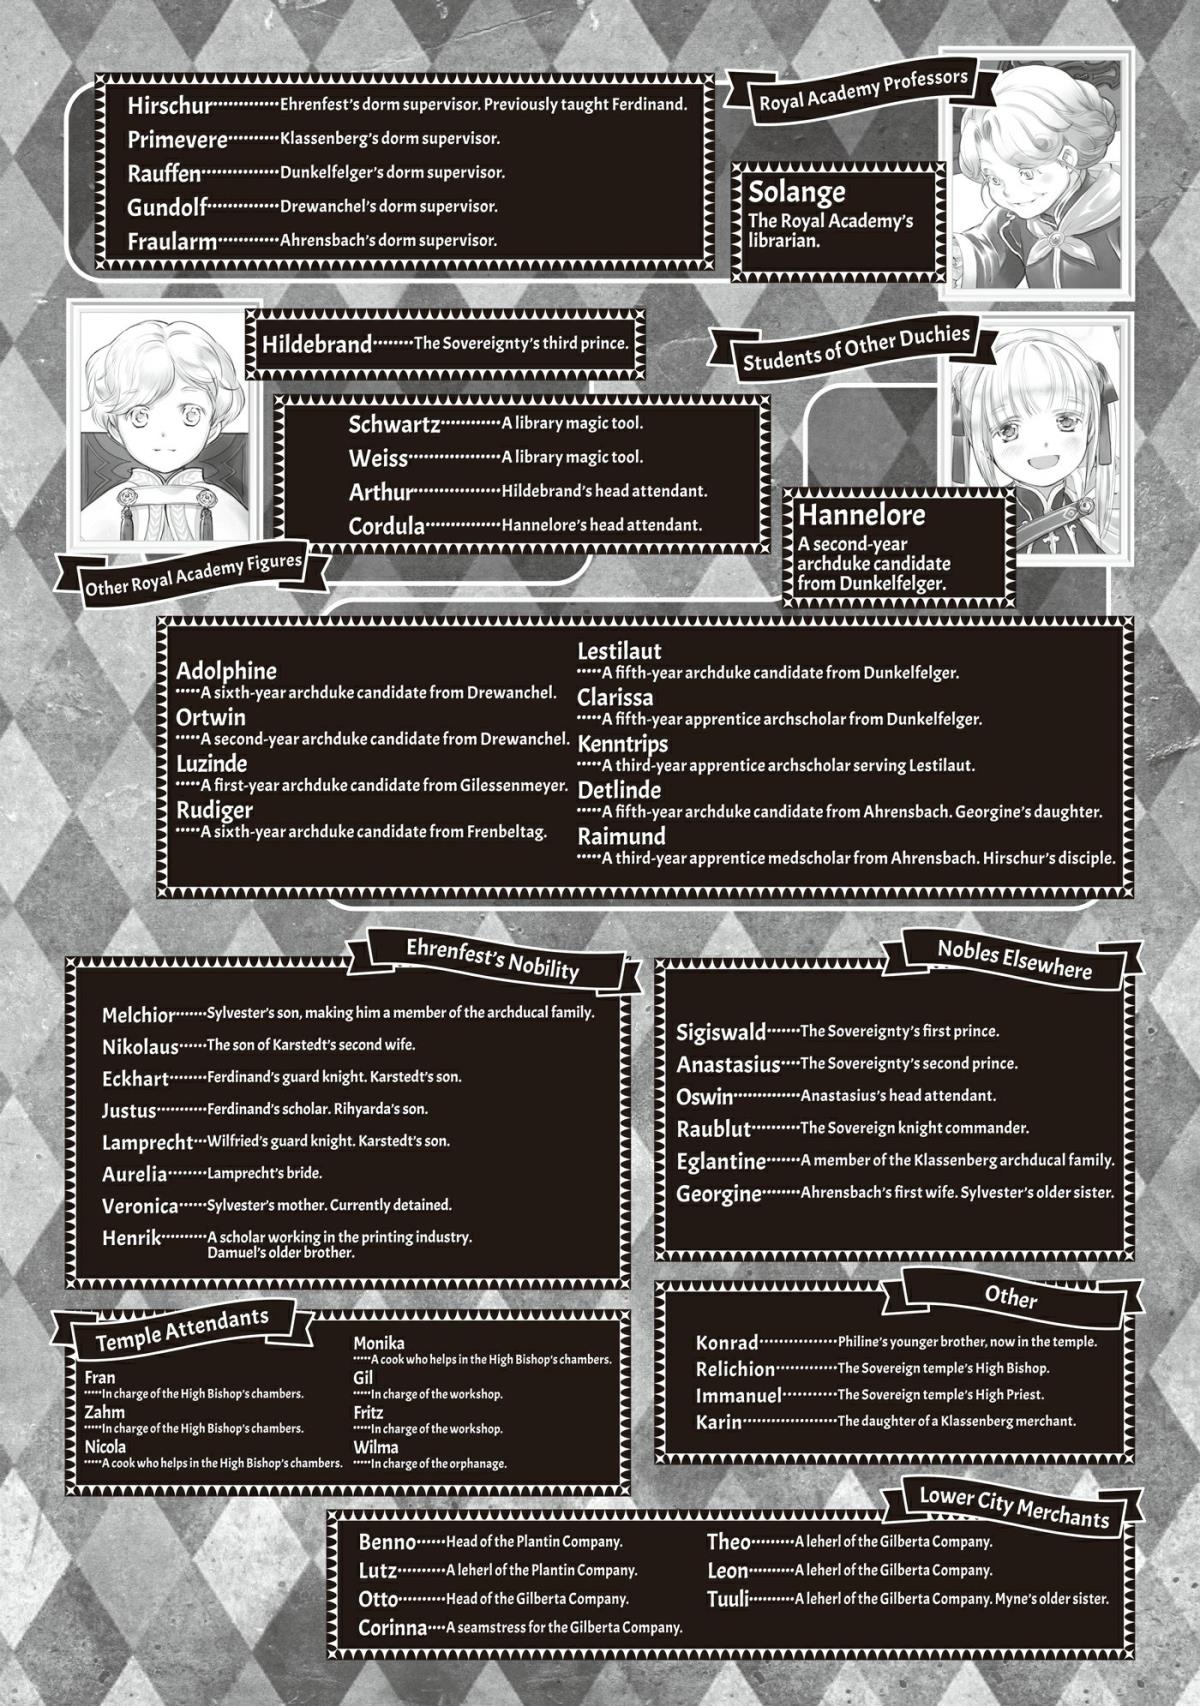 Royal Academy Professors
Hirschur·············Ehrenfest's dorm supervisor. Previously taught Ferdinand.
Primevere··········Klassenberg's dorm supervisor.
Rauffen···············Dunkelfelger's dorm supervisor.
Gundolf··············Drewanchel's dorm supervisor.
Fraularm············Ahrensbach's dorm supervisor.
Solange
The Royal Academy's
librarian.
Hildebrand········The Sovereignty's third prince.
Schwartz············A library magic tool.
Weiss··················A library magic tool.
Arthur·················Hildebrand's head attendant.
Cordula···············Hannelore's head attendant.
Other Royal Academy Figures
Students of Other Duchies
Hannelore
A second-year
archduke candidate
from Dunkelfelger.
Adolphine
·····A sixth-year archduke candidate from Drewanchel.
Ortwin
·····A second-year archduke candidate from Drewanchel.
Luzinde
·····A first-year archduke candidate from Gilessenmeyer.
Rudiger
·····A sixth-year archduke candidate from Frenbeltag.
Lestilaut
·····A fifth-year archduke candidate from Dunkelfelger.
Clarissa
·····A fifth-year apprentice archscholar from Dunkelfelger.
Kenntrips
·····A third-year apprentice archscholar serving Lestilaut.
Detlinde
·····A fifth-year archduke candidate from Ahrensbach. Georgine's daughter.
Raimund
·····A third-year apprentice medscholar from Ahrensbach. Hirschur's disciple.
Ehrenfest's Nobility
Melchior·······Sylvester's son, making him a member of the archducal family.
Nikolaus······The son of Karstedt's second wife.
Eckhart········Ferdinand's guard knight. Karstedt's son.
Justus···········Ferdinand's scholar. Rihyarda's son.
Lamprecht···Wilfried's guard knight. Karstedt's son.
Aurelia·········Lamprecht's bride.
Veronica······Sylvester's mother. Currently detained.
Henrik··········A scholar working in the printing industry.
Damuel's older brother.
Nobles Elsewhere
Sigiswald·······The Sovereignty's first prince.
Anastasius····The Sovereignty's second prince.
Oswin·············Anastasius's head attendant.
Raublut··········The Sovereign knight commander.
Eglantine·······A member of the Klassenberg archducal family.
Georgine········Ahrensbach's first wife. Sylvester's older sister.
Temple Attendants
Fran
·····In charge of the High Bishop's chambers.
Zahm
·····In charge of the High Bishop's chambers.
Nicola
·····A cook who helps in the High Bishop's chambers.
Monika
·····A cook who helps in the High Bishop's chambers.
Gil
·····In charge of the workshop.
Fritz
·····In charge of the workshop.
Wilma
·····In charge of the orphanage.
Other
Konrad·················Philine's younger brother, now in the temple.
Relichion·············The Sovereign temple's High Bishop.
Immanuel············The Sovereign temple's High Priest.
Karin·····················The daughter of a Klassenberg merchant.
Lower City Merchants
Benno······Head of the Plantin Company.
Lutz··········A leherl of the Plantin Company.
Otto··········Head of the Gilberta Company.
Corinna····A seamstress for the Gilberta Company.
Theo·········A leherl of the Gilberta Company.
Leon··········A leherl of the Gilberta Company.
Tuuli··········A leherl of the Gilberta Company. Myne's older sister.